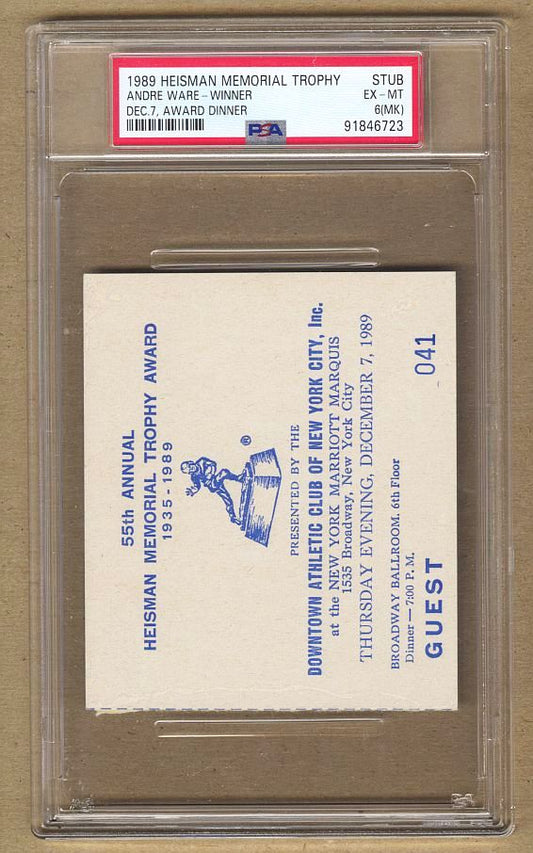 1989 HEISMAN MEMORIAL TROPHY STUB
ANDRE WARE - WINNER EX - MT
DEC.7, AWARD DINNER 6(MK)
PSA 91846723
55th ANNUAL
HEISMAN MEMORIAL TROPHY AWARD
1935 - 1989
®
PRESENTED BY THE
DOWNTOWN ATHLETIC CLUB OF NEW YORK CITY, Inc.
at the NEW YORK MARRIOTT MARQUIS
1535 Broadway, New York City
THURSDAY EVENING, DECEMBER 7, 1989
BROADWAY BALLROOM, 6th Floor
Dinner — 7:00 P.M.
GUEST 041